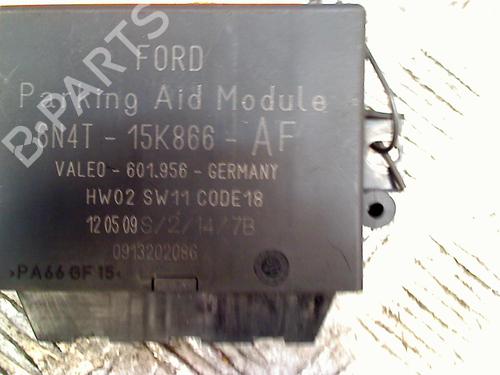 FORD
Parking Aid Module
6N4T - 15K866 - AF
VALEO - 601.956 - GERMANY
HW02 SW11 CODE18
12 05 09 S/2/14/7B
0913202086
>PA66 GF15<
B-PARTS